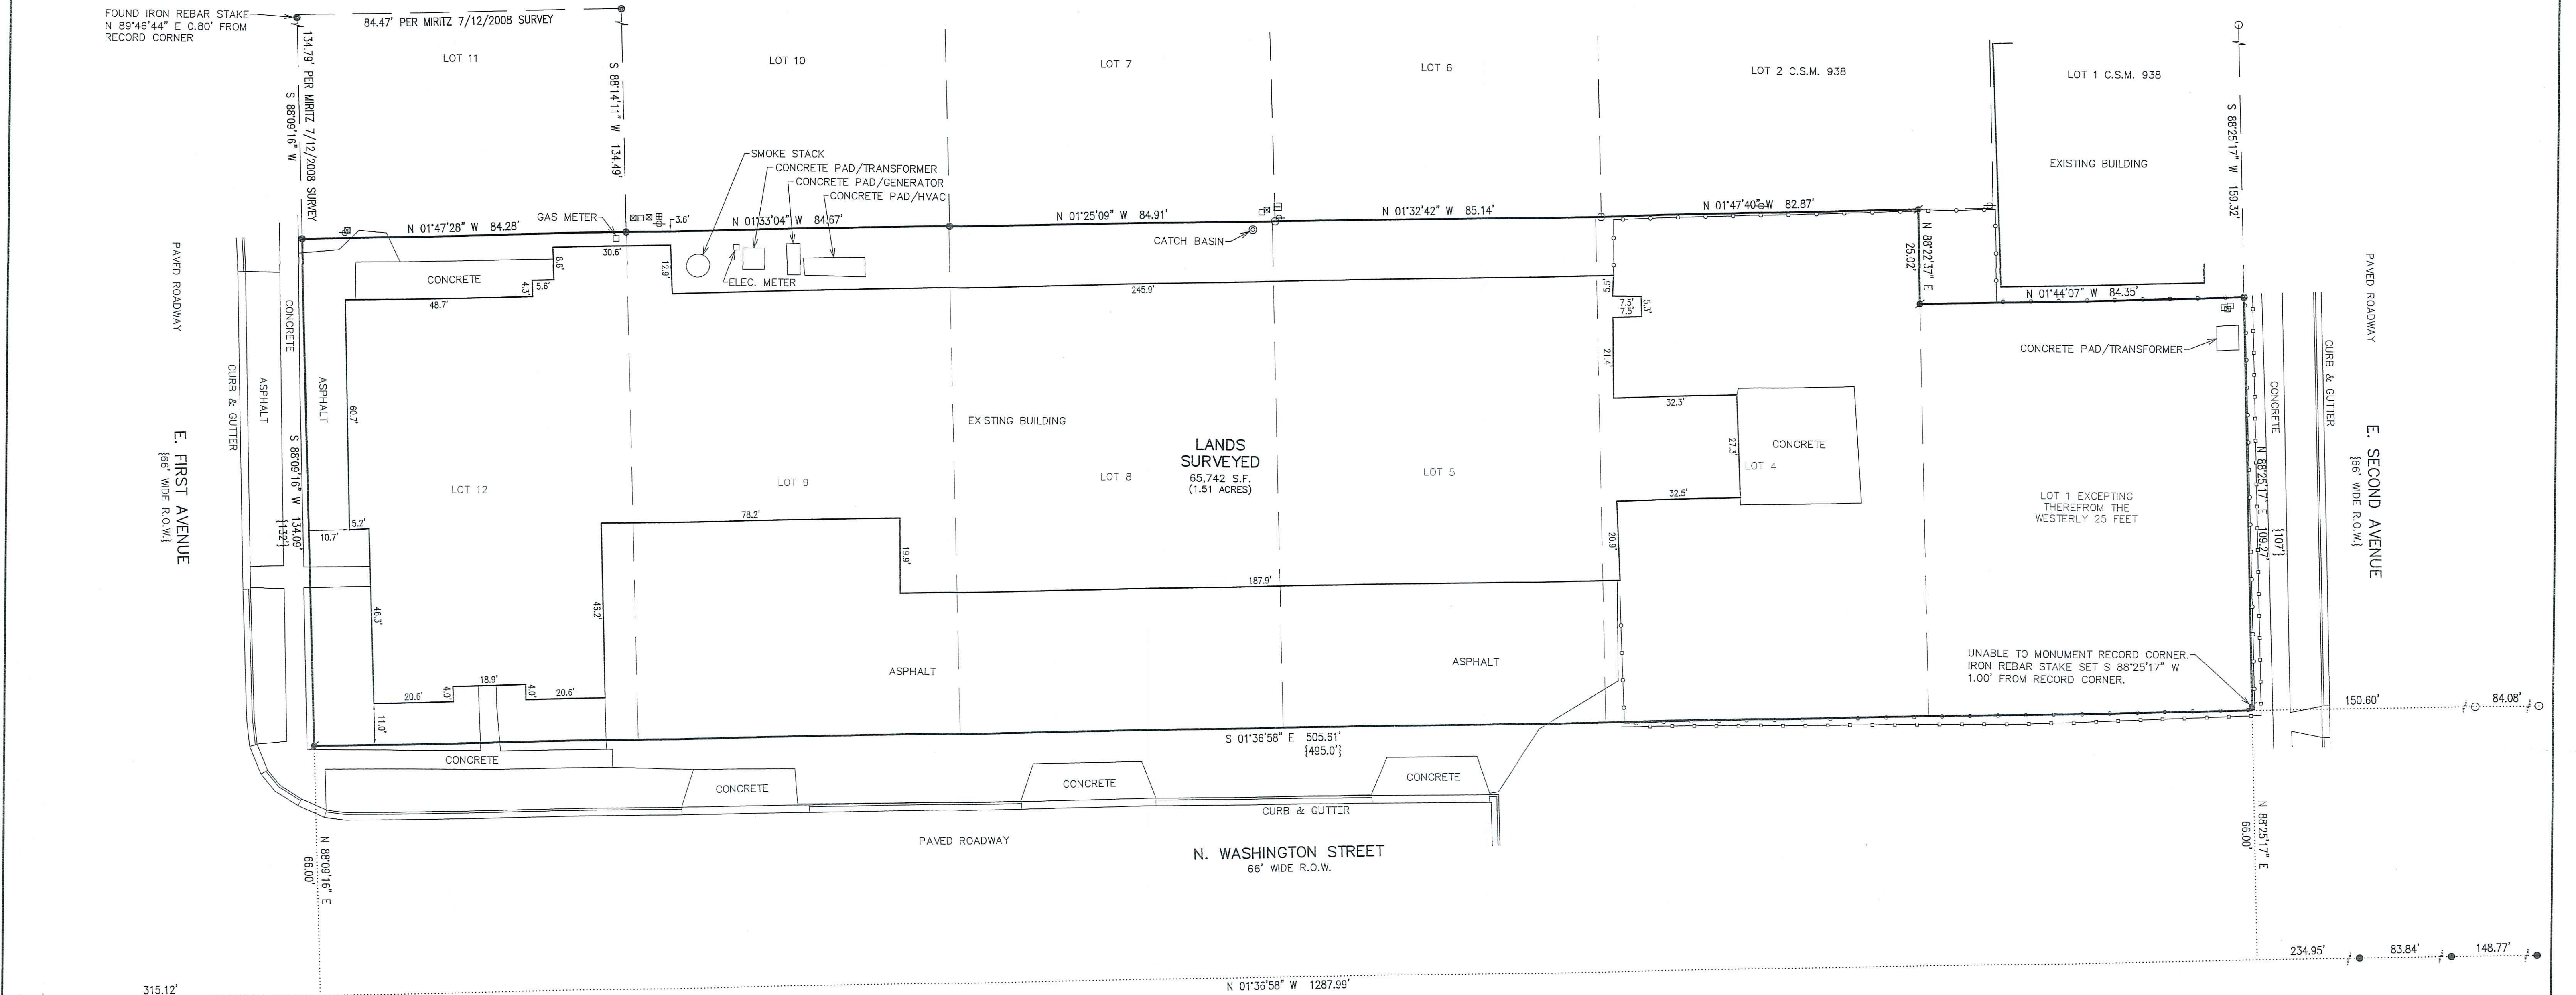 FOUND IRON REBAR STAKE
N 89°46'44" E 0.80' FROM
RECORD CORNER
84.47' PER MIRITZ 7/12/2008 SURVEY
134.79' PER MIRITZ 7/12/2008 SURVEY
S 88°09'16" W
LOT 11
S 88°14'11" W 134.49'
LOT 10
LOT 7
LOT 6
LOT 2 C.S.M. 938
LOT 1 C.S.M. 938
EXISTING BUILDING
S 88°25'17" W 159.32'
SMOKE STACK
CONCRETE PAD/TRANSFORMER
CONCRETE PAD/GENERATOR
CONCRETE PAD/HVAC
GAS METER
3.6'
N 01°47'28" W 84.28'
N 01°33'04" W 84.67'
N 01°25'09" W 84.91'
N 01°32'42" W 85.14'
N 01°47'40" W 82.87'
N 88°22'37" E
25.02'
N 01°44'07" W 84.35'
CATCH BASIN
ELEC. METER
30.6'
8.6'
12.9'
CONCRETE
4.3'
5.6'
48.7'
245.9'
5.5'
7.5'
7.5'
5.3'
21.4'
CONCRETE PAD/TRANSFORMER
PAVED ROADWAY
CURB & GUTTER
ASPHALT
CONCRETE
ASPHALT
60.7'
E. FIRST AVENUE
{66' WIDE R.O.W.}
S 88°09'16" W 134.09'
{132'}
EXISTING BUILDING
LANDS
SURVEYED
65,742 S.F.
(1.51 ACRES)
LOT 12
LOT 9
LOT 8
LOT 5
32.3'
27.3'
CONCRETE
LOT 4
32.5'
20.9'
LOT 1 EXCEPTING
THEREFROM THE
WESTERLY 25 FEET
PAVED ROADWAY
CURB & GUTTER
CONCRETE
E. SECOND AVENUE
{66' WIDE R.O.W.}
N 88°25'17" E 109.27'
{107'}
5.2'
10.7'
78.2'
19.9'
187.9'
46.3'
46.2'
18.9'
20.6'
4.0'
4.0'
20.6'
11.0'
ASPHALT
ASPHALT
UNABLE TO MONUMENT RECORD CORNER.
IRON REBAR STAKE SET S 88°25'17" W
1.00' FROM RECORD CORNER.
150.60'
84.08'
S 01°36'58" E 505.61'
{495.0'}
CONCRETE
CONCRETE
CONCRETE
CONCRETE
CURB & GUTTER
PAVED ROADWAY
N. WASHINGTON STREET
66' WIDE R.O.W.
N 88°09'16" E
66.00'
N 88°25'17" E
66.00'
234.95'
83.84'
148.77'
315.12'
N 01°36'58" W 1287.99'